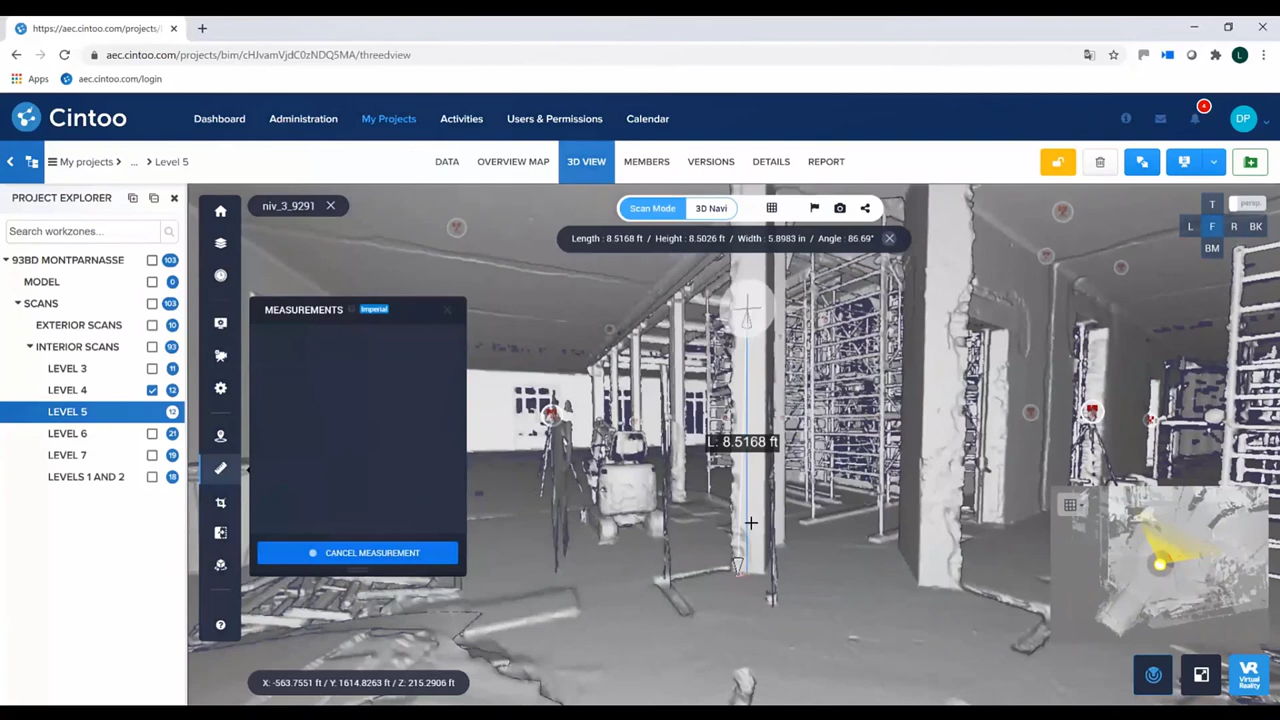 https://aec.cintoo.com/projects/
aec.cintoo.com/projects/bim/cHJvamVjdC0zNDQ5MA/threedview
L
Apps
aec.cintoo.com/login
Cintoo
Dashboard
Administration
My Projects
Activities
Users & Permissions
Calendar
4
DP
My projects
...
Level 5
DATA
OVERVIEW MAP
3D VIEW
MEMBERS
VERSIONS
DETAILS
REPORT
PROJECT EXPLORER
Search workzones...
93BD MONTPARNASSE 103
MODEL 0
SCANS 103
EXTERIOR SCANS 10
INTERIOR SCANS 93
LEVEL 3 11
LEVEL 4 12
LEVEL 5 12
LEVEL 6 21
LEVEL 7 19
LEVELS 1 AND 2 18
niv_3_9291
Scan Mode
3D Navi
Length : 8.5168 ft / Height : 8.5026 ft / Width : 5.8983 in / Angle : 86.69°
T
persp.
L F R BK
BM
MEASUREMENTS Imperial
L: 8.5168 ft
CANCEL MEASUREMENT
X: -563.7551 ft / Y: 1614.8263 ft / Z: 215.2906 ft
VR
Virtual
Reality